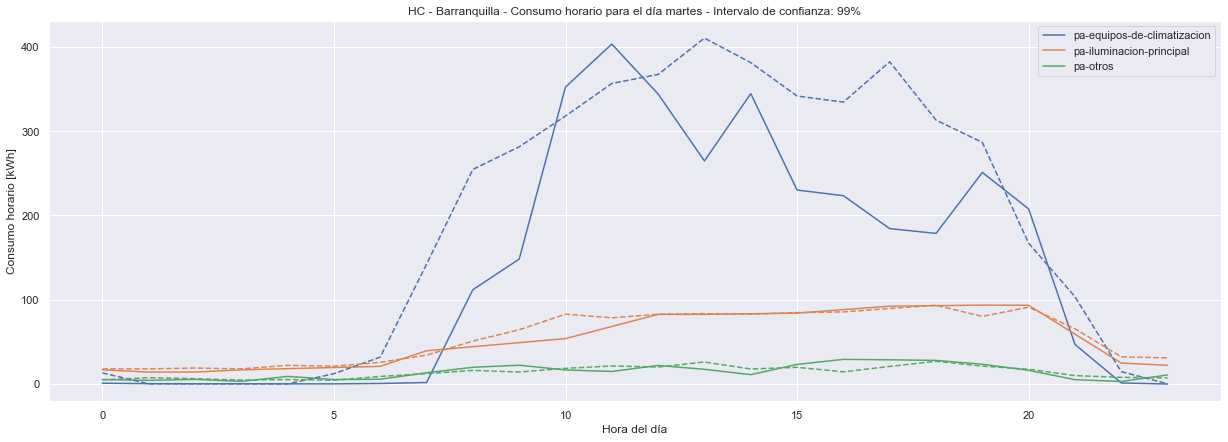 HC - Barranquilla - Consumo horario para el día martes - Intervalo de confianza: 99%
pa-equipos-de-climatizacion
pa-iluminacion-principal
pa-otros
Consumo horario [kWh]
400
300
200
100
0
0 5 10 15 20
Hora del día